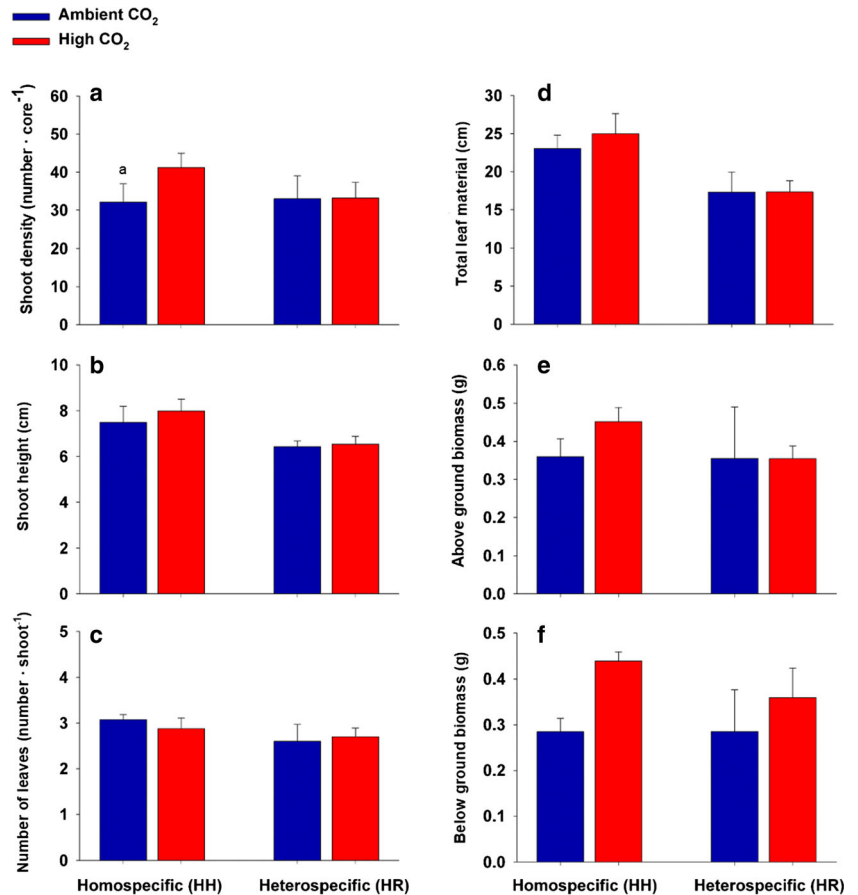 Ambient CO₂
High CO₂
a
Shoot density (number · core⁻¹)
60
50
40
30
20
10
0
a
b
Shoot height (cm)
10
8
6
4
2
0
c
Number of leaves (number · shoot⁻¹)
5
4
3
2
1
0
Homospecific (HH) Heterospecific (HR)
d
Total leaf material (cm)
30
25
20
15
10
5
0
e
Above ground biomass (g)
0.6
0.5
0.4
0.3
0.2
0.1
0.0
f
Below ground biomass (g)
0.5
0.4
0.3
0.2
0.1
0.0
Homospecific (HH) Heterospecific (HR)